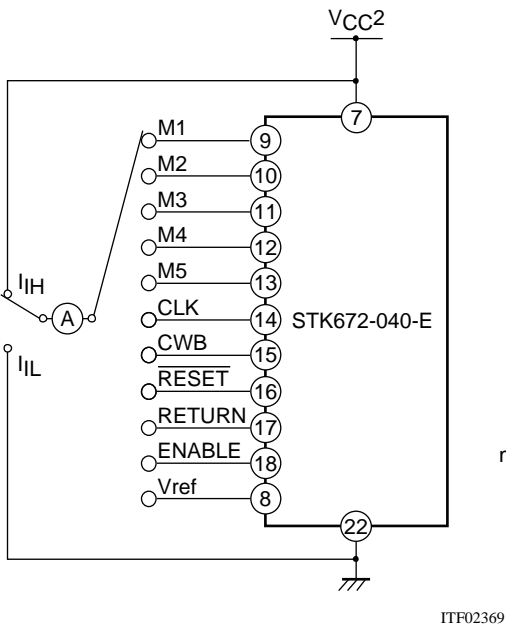 VCC2
7
M1
9
M2
10
M3
11
M4
12
M5
13
IIH
A
CLK
14
STK672-040-E
IIL
CWB
15
RESET
16
RETURN
17
r
ENABLE
18
Vref
8
22
ITF02369